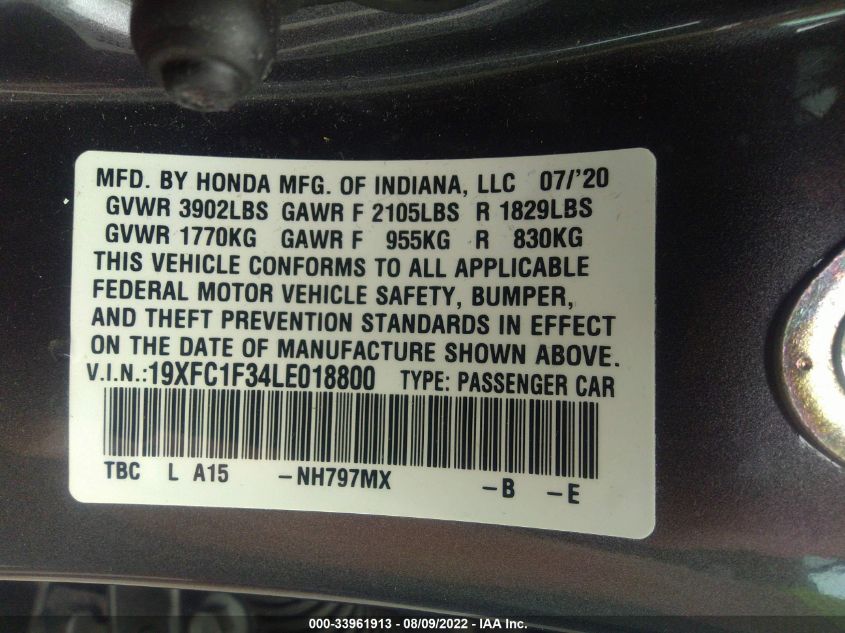 MFD. BY HONDA MFG. OF INDIANA, LLC 07/'20
GVWR 3902LBS GAWR F 2105LBS R 1829LBS
GVWR 1770KG GAWR F 955KG R 830KG
THIS VEHICLE CONFORMS TO ALL APPLICABLE
FEDERAL MOTOR VEHICLE SAFETY, BUMPER,
AND THEFT PREVENTION STANDARDS IN EFFECT
ON THE DATE OF MANUFACTURE SHOWN ABOVE.
V.I.N.:19XFC1F34LE018800 TYPE: PASSENGER CAR
TBC L A15 -NH797MX -B -E
000-33961913 - 08/09/2022 - IAA Inc.